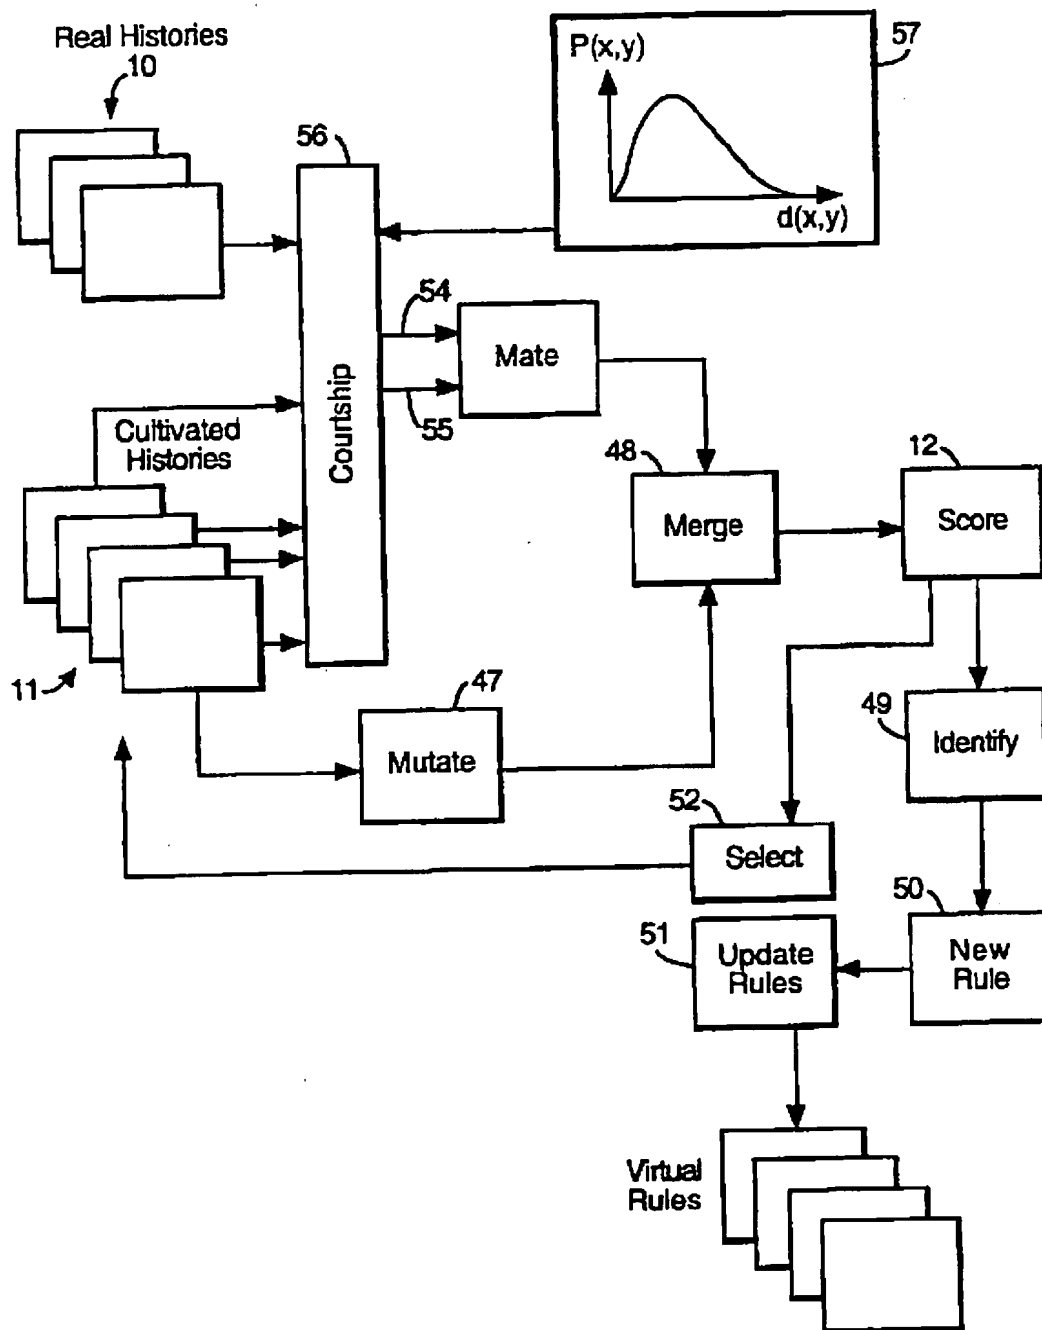 Real Histories
10
57
P(x,y)
d(x,y)
56
Courtship
54
55
Mate
Cultivated
Histories
11
48
Merge
12
Score
47
Mutate
49
Identify
52
Select
50
New
Rule
51
Update
Rules
Virtual
Rules